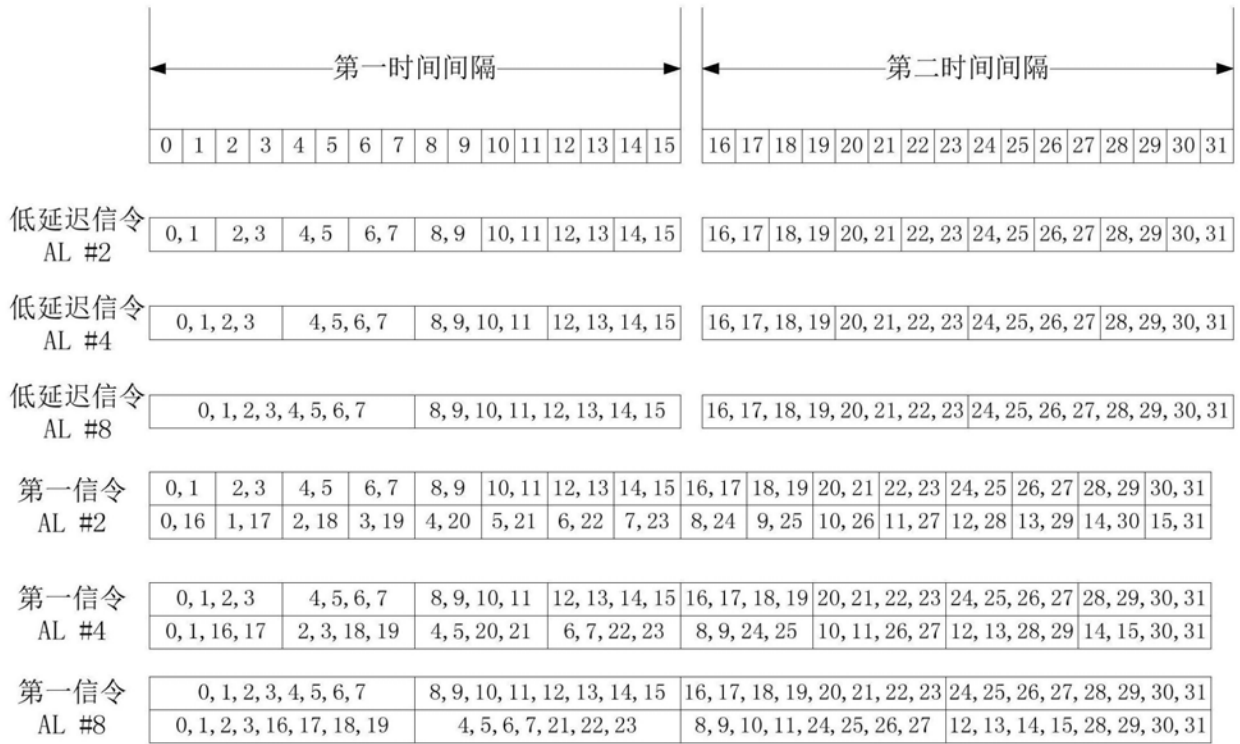 第一时间间隔 第二时间间隔
0 1 2 3 4 5 6 7 8 9 10 11 12 13 14 15 16 17 18 19 20 21 22 23 24 25 26 27 28 29 30 31
低延迟信令
AL #2
0,1 2,3 4,5 6,7 8,9 10,11 12,13 14,15 16,17 18,19 20,21 22,23 24,25 26,27 28,29 30,31
低延迟信令
AL #4
0,1,2,3 4,5,6,7 8,9,10,11 12,13,14,15 16,17,18,19 20,21,22,23 24,25,26,27 28,29,30,31
低延迟信令
AL #8
0,1,2,3,4,5,6,7 8,9,10,11,12,13,14,15 16,17,18,19,20,21,22,23 24,25,26,27,28,29,30,31
第一信令
AL #2
0,1 2,3 4,5 6,7 8,9 10,11 12,13 14,15 16,17 18,19 20,21 22,23 24,25 26,27 28,29 30,31
0,16 1,17 2,18 3,19 4,20 5,21 6,22 7,23 8,24 9,25 10,26 11,27 12,28 13,29 14,30 15,31
第一信令
AL #4
0,1,2,3 4,5,6,7 8,9,10,11 12,13,14,15 16,17,18,19 20,21,22,23 24,25,26,27 28,29,30,31
0,1,16,17 2,3,18,19 4,5,20,21 6,7,22,23 8,9,24,25 10,11,26,27 12,13,28,29 14,15,30,31
第一信令
AL #8
0,1,2,3,4,5,6,7 8,9,10,11,12,13,14,15 16,17,18,19,20,21,22,23 24,25,26,27,28,29,30,31
0,1,2,3,16,17,18,19 4,5,6,7,21,22,23 8,9,10,11,24,25,26,27 12,13,14,15,28,29,30,31